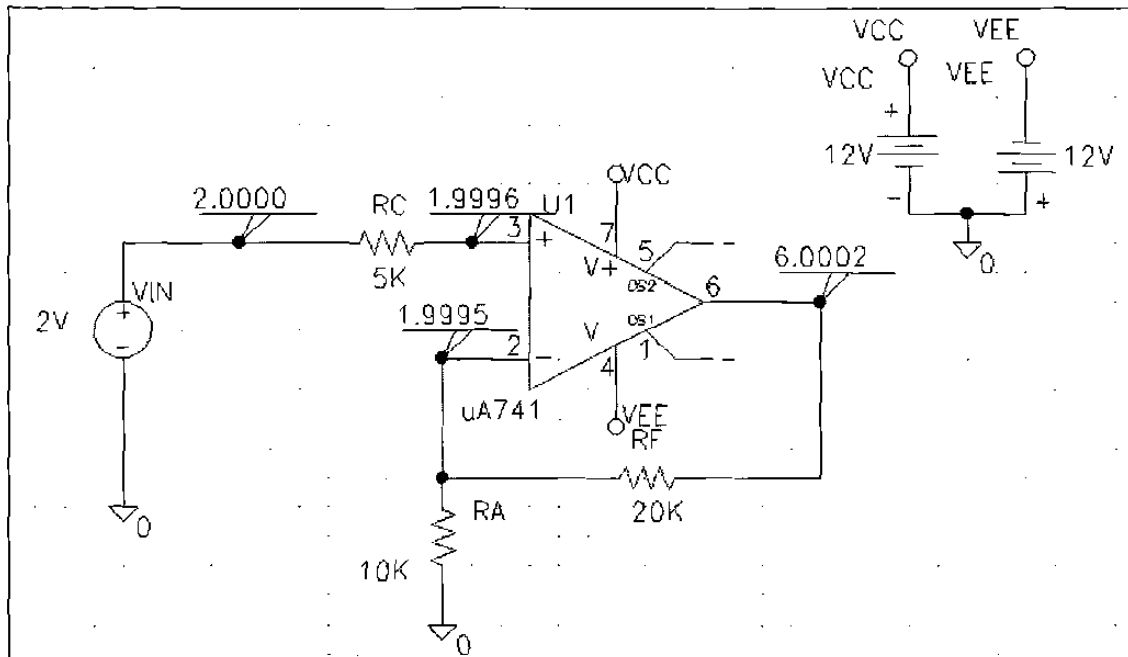 VCC VEE
VCC VEE
+
12V 12V
- +
0
2.0000
RC
5K
1.9996
U1
3
+
VCC
7
V+
5
OS2
6
6.0002
VIN
+
-
2V
1.9995
2
-
V
OS1
1
4
uA741
VEE
RF
20K
RA
10K
0
0